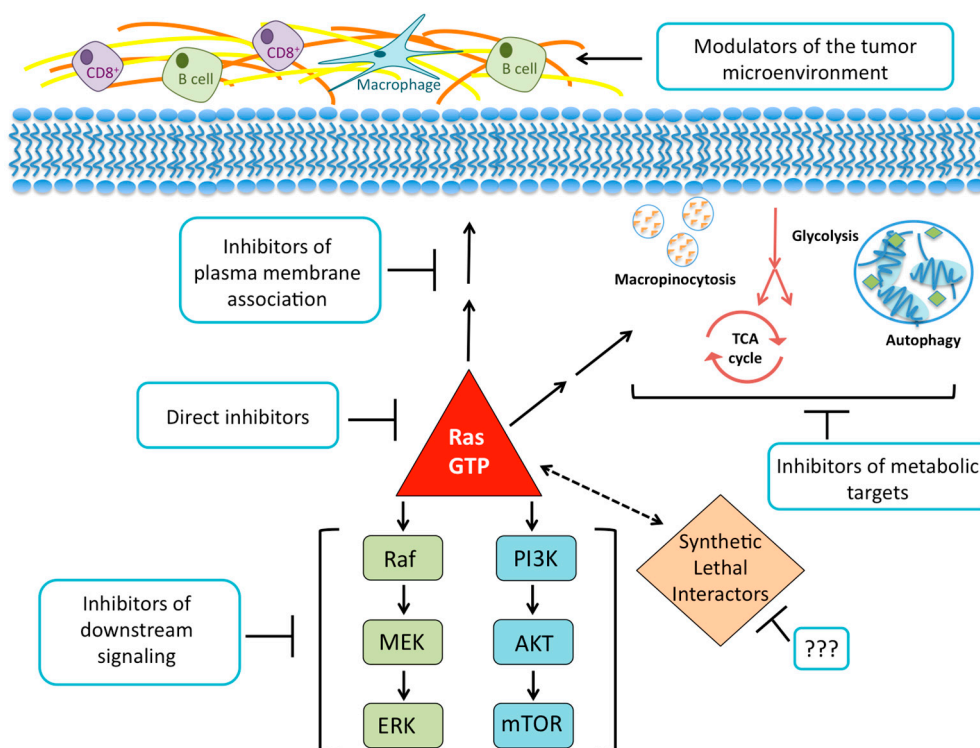 CD8+
B cell
CD8+
Macrophage
B cell
Modulators of the tumor
microenvironment
Inhibitors of
plasma membrane
association
Macropinocytosis
Glycolysis
TCA
cycle
Autophagy
Direct inhibitors
Ras
GTP
Inhibitors of metabolic
targets
Synthetic
Lethal
Interactors
???
Inhibitors of
downstream
signaling
Raf
MEK
ERK
PI3K
AKT
mTOR